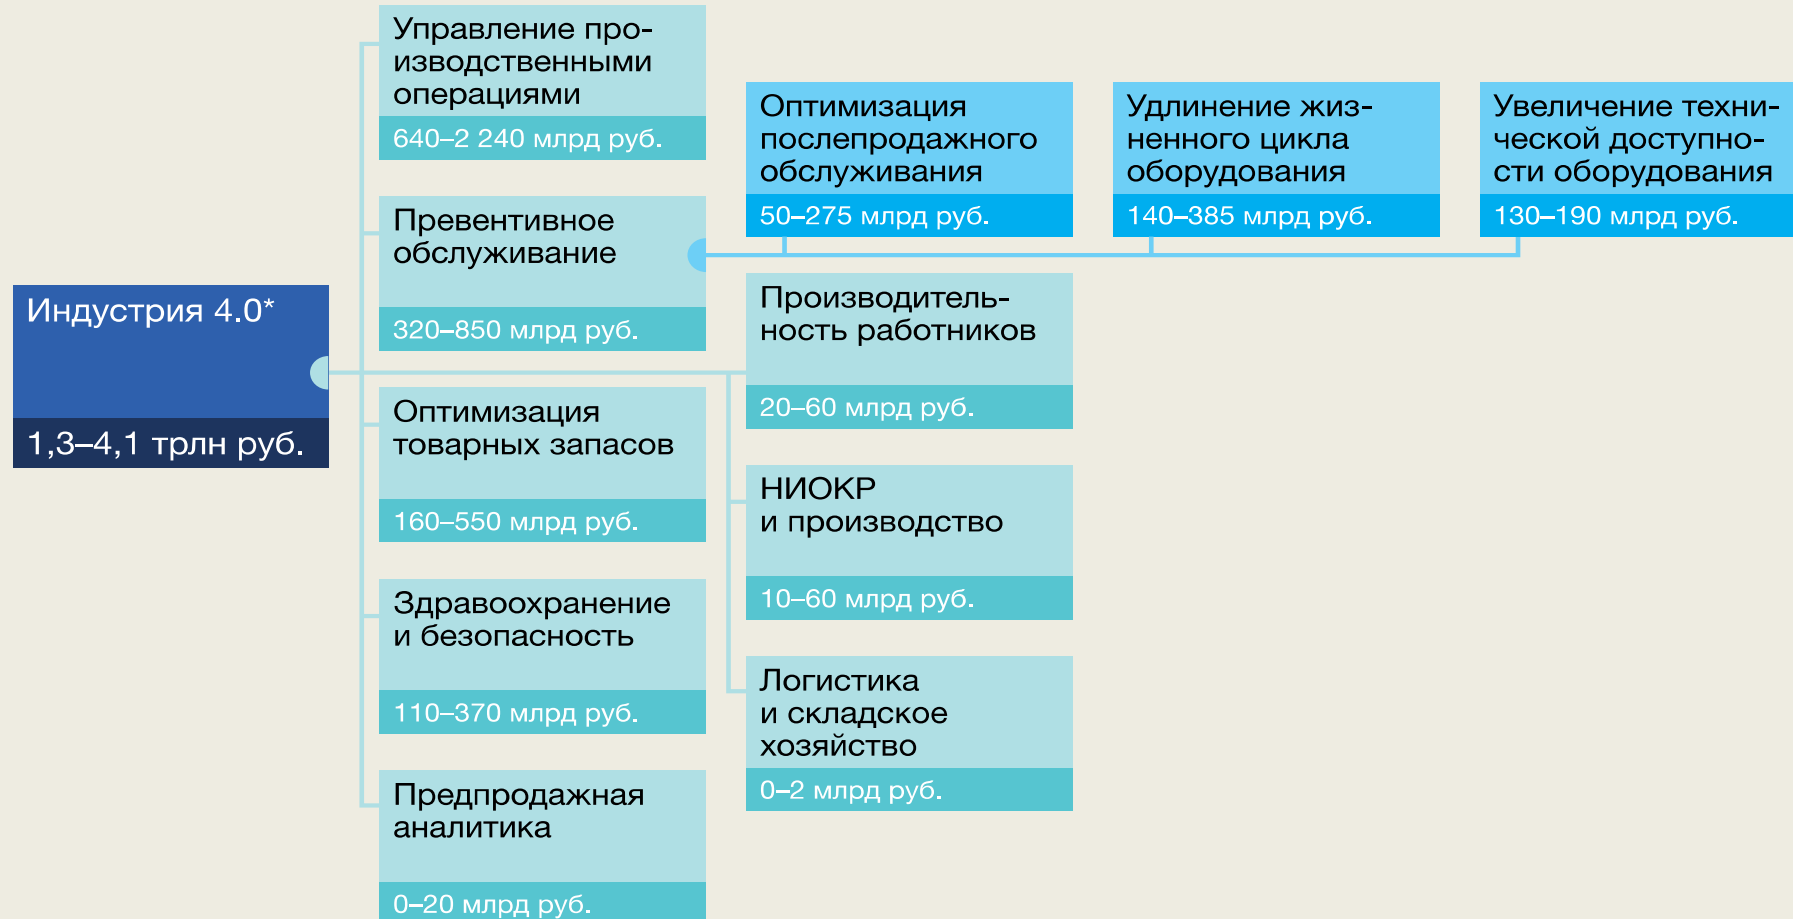 Индустрия 4.0*
1,3–4,1 трлн руб.
Управление про-
изводственными
операциями
640–2 240 млрд руб.
Превентивное
обслуживание
320–850 млрд руб.
Оптимизация
товарных запасов
160–550 млрд руб.
Здравоохранение
и безопасность
110–370 млрд руб.
Предпродажная
аналитика
0–20 млрд руб.
Оптимизация
послепродажного
обслуживания
50–275 млрд руб.
Удлинение жиз-
ненного цикла
оборудования
140–385 млрд руб.
Увеличение техни-
ческой доступно-
сти оборудования
130–190 млрд руб.
Производитель-
ность работников
20–60 млрд руб.
НИОКР
и производство
10–60 млрд руб.
Логистика
и складское
хозяйство
0–2 млрд руб.